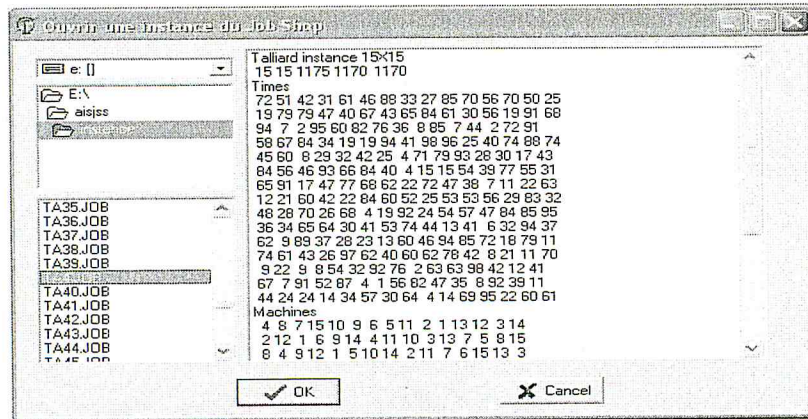 Ouvrir une instance du Job Shop
e: []
E:\
aisjss
TA35.JOB
TA36.JOB
TA37.JOB
TA38.JOB
TA39.JOB
TA40.JOB
TA41.JOB
TA42.JOB
TA43.JOB
TA44.JOB
TA45.JOB
Talliard instance 15X15
15 15 1175 1170 1170
Times
72 51 42 31 61 46 88 33 27 85 70 56 70 50 25
19 79 79 47 40 67 43 65 84 61 30 56 19 91 68
94 7 2 95 60 82 76 36 8 85 7 44 2 72 91
58 67 84 34 19 19 94 41 98 96 25 40 74 88 74
45 60 8 29 32 42 25 4 71 79 93 28 30 17 43
84 56 46 93 66 84 40 4 15 15 54 39 77 55 31
65 91 17 47 77 68 62 22 72 47 38 7 11 22 63
12 21 60 42 22 84 60 52 25 53 53 56 29 83 32
48 28 70 26 68 4 19 92 24 54 57 47 84 85 95
36 34 65 64 30 41 53 74 44 13 41 6 32 94 37
62 9 89 37 28 23 13 60 46 94 85 72 18 79 11
74 61 43 26 97 62 40 60 62 78 42 8 21 11 70
9 22 9 8 54 32 92 76 2 63 63 98 42 12 41
67 7 91 52 87 4 1 56 82 47 35 8 92 39 11
44 24 24 14 34 57 30 64 4 14 69 95 22 60 61
Machines
4 8 7 15 10 9 6 5 11 2 1 13 12 3 14
2 12 1 6 9 14 4 11 10 3 13 7 5 8 15
8 4 9 12 1 5 10 14 2 11 7 6 15 13 3
OK
Cancel